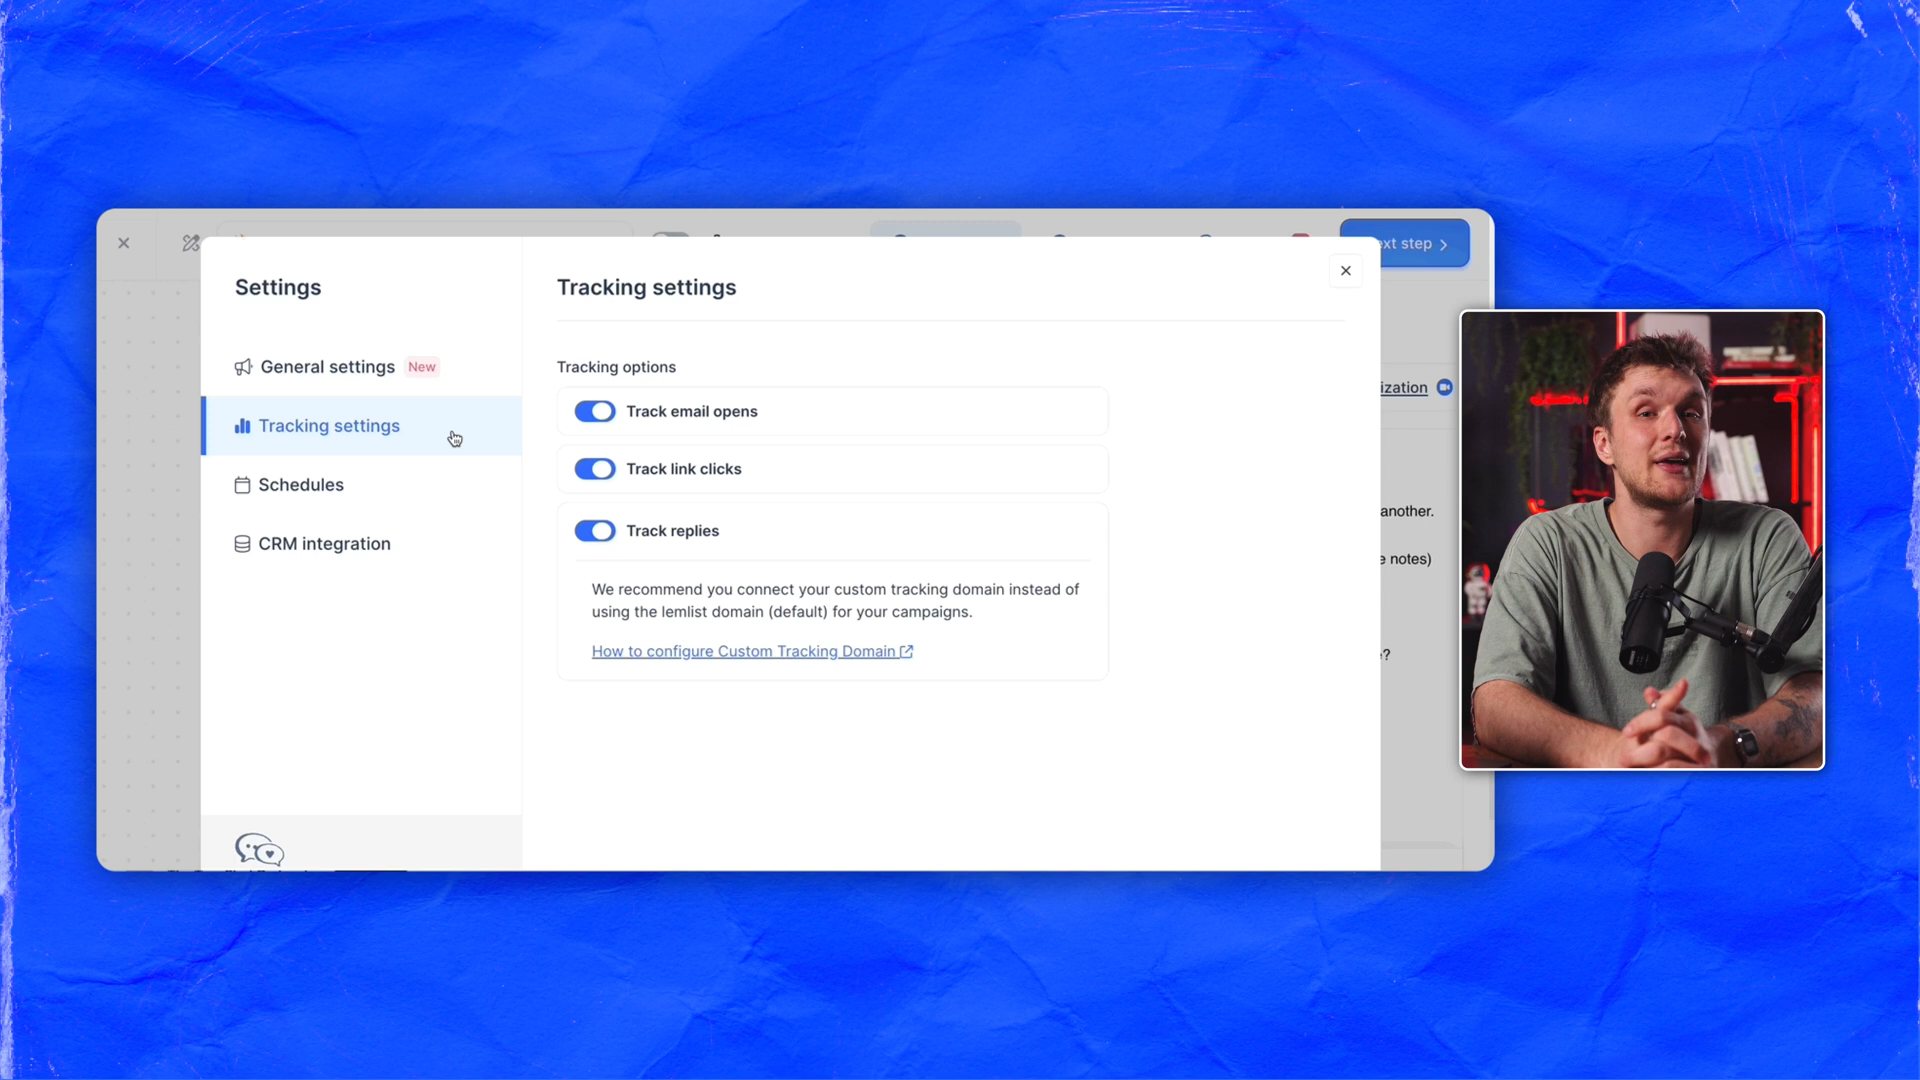 ext step
Settings
Tracking settings
General settings New
Tracking options
ization
Tracking settings
Track email opens
Track link clicks
Schedules
another.
Track replies
CRM integration
e notes)
We recommend you connect your custom tracking domain instead of
using the lemlist domain (default) for your campaigns.
How to configure Custom Tracking Domain
?